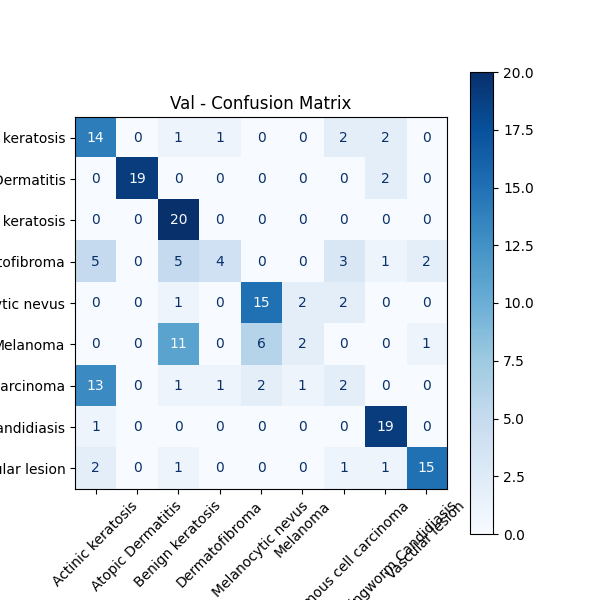 Val - Confusion Matrix
keratosis 14 0 1 1 0 0 2 2 0
Dermatitis 0 19 0 0 0 0 0 2 0
keratosis 0 0 20 0 0 0 0 0 0
tofibroma 5 0 5 4 0 0 3 1 2
ytic nevus 0 0 1 0 15 2 2 0 0
Melanoma 0 0 11 0 6 2 0 0 1
arcinoma 13 0 1 1 2 1 2 0 0
andidiasis 1 0 0 0 0 0 0 19 0
ular lesion 2 0 1 0 0 0 1 1 15
Actinic keratosis
Atopic Dermatitis
Benign keratosis
Dermatofibroma
Melanocytic nevus
Melanoma
mous cell carcinoma
ingworm Candidiasis
Vascular lesion
20.0
17.5
15.0
12.5
10.0
7.5
5.0
2.5
0.0